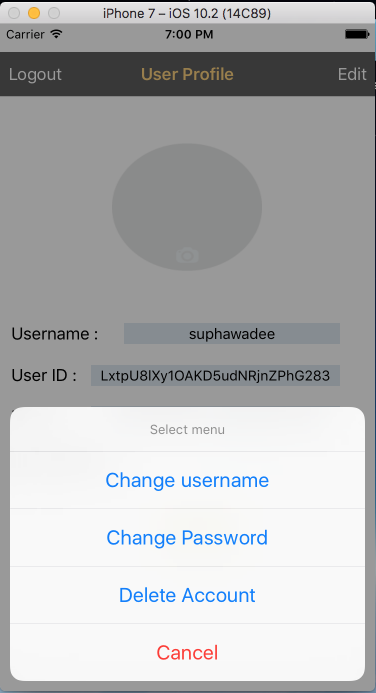 iPhone 7 – iOS 10.2 (14C89)
Carrier 7:00 PM
Logout User Profile Edit
Username : suphawadee
User ID : LxtpU8lXy1OAKD5udNRjnZPhG283
Select menu
Change username
Change Password
Delete Account
Cancel